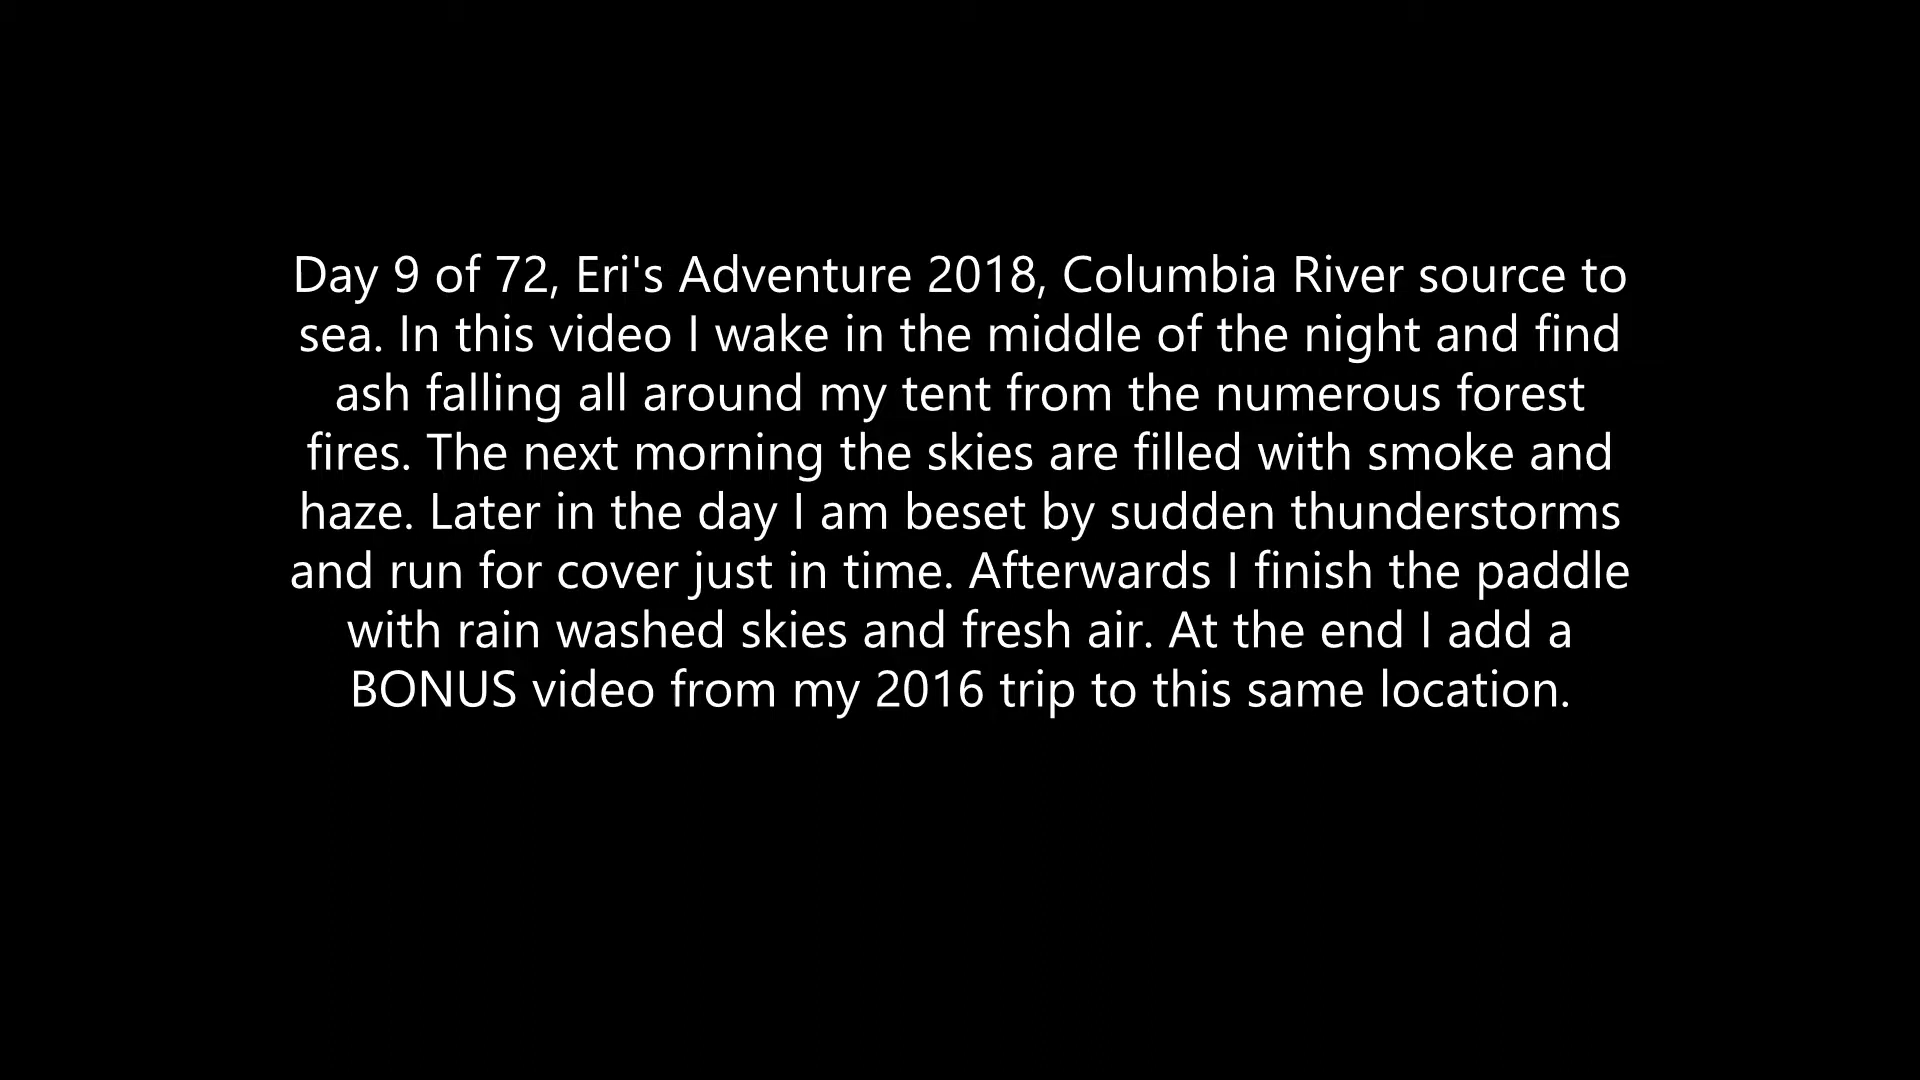 Day 9 of 72, Eri's Adventure 2018, Columbia River source to
sea. In this video I wake in the middle of the night and find
ash falling all around my tent from the numerous forest
fires. The next morning the skies are filled with smoke and
haze. Later in the day I am beset by sudden thunderstorms
and run for cover just in time. Afterwards I finish the paddle
with rain washed skies and fresh air. At the end I add a
BONUS video from my 2016 trip to this same location.